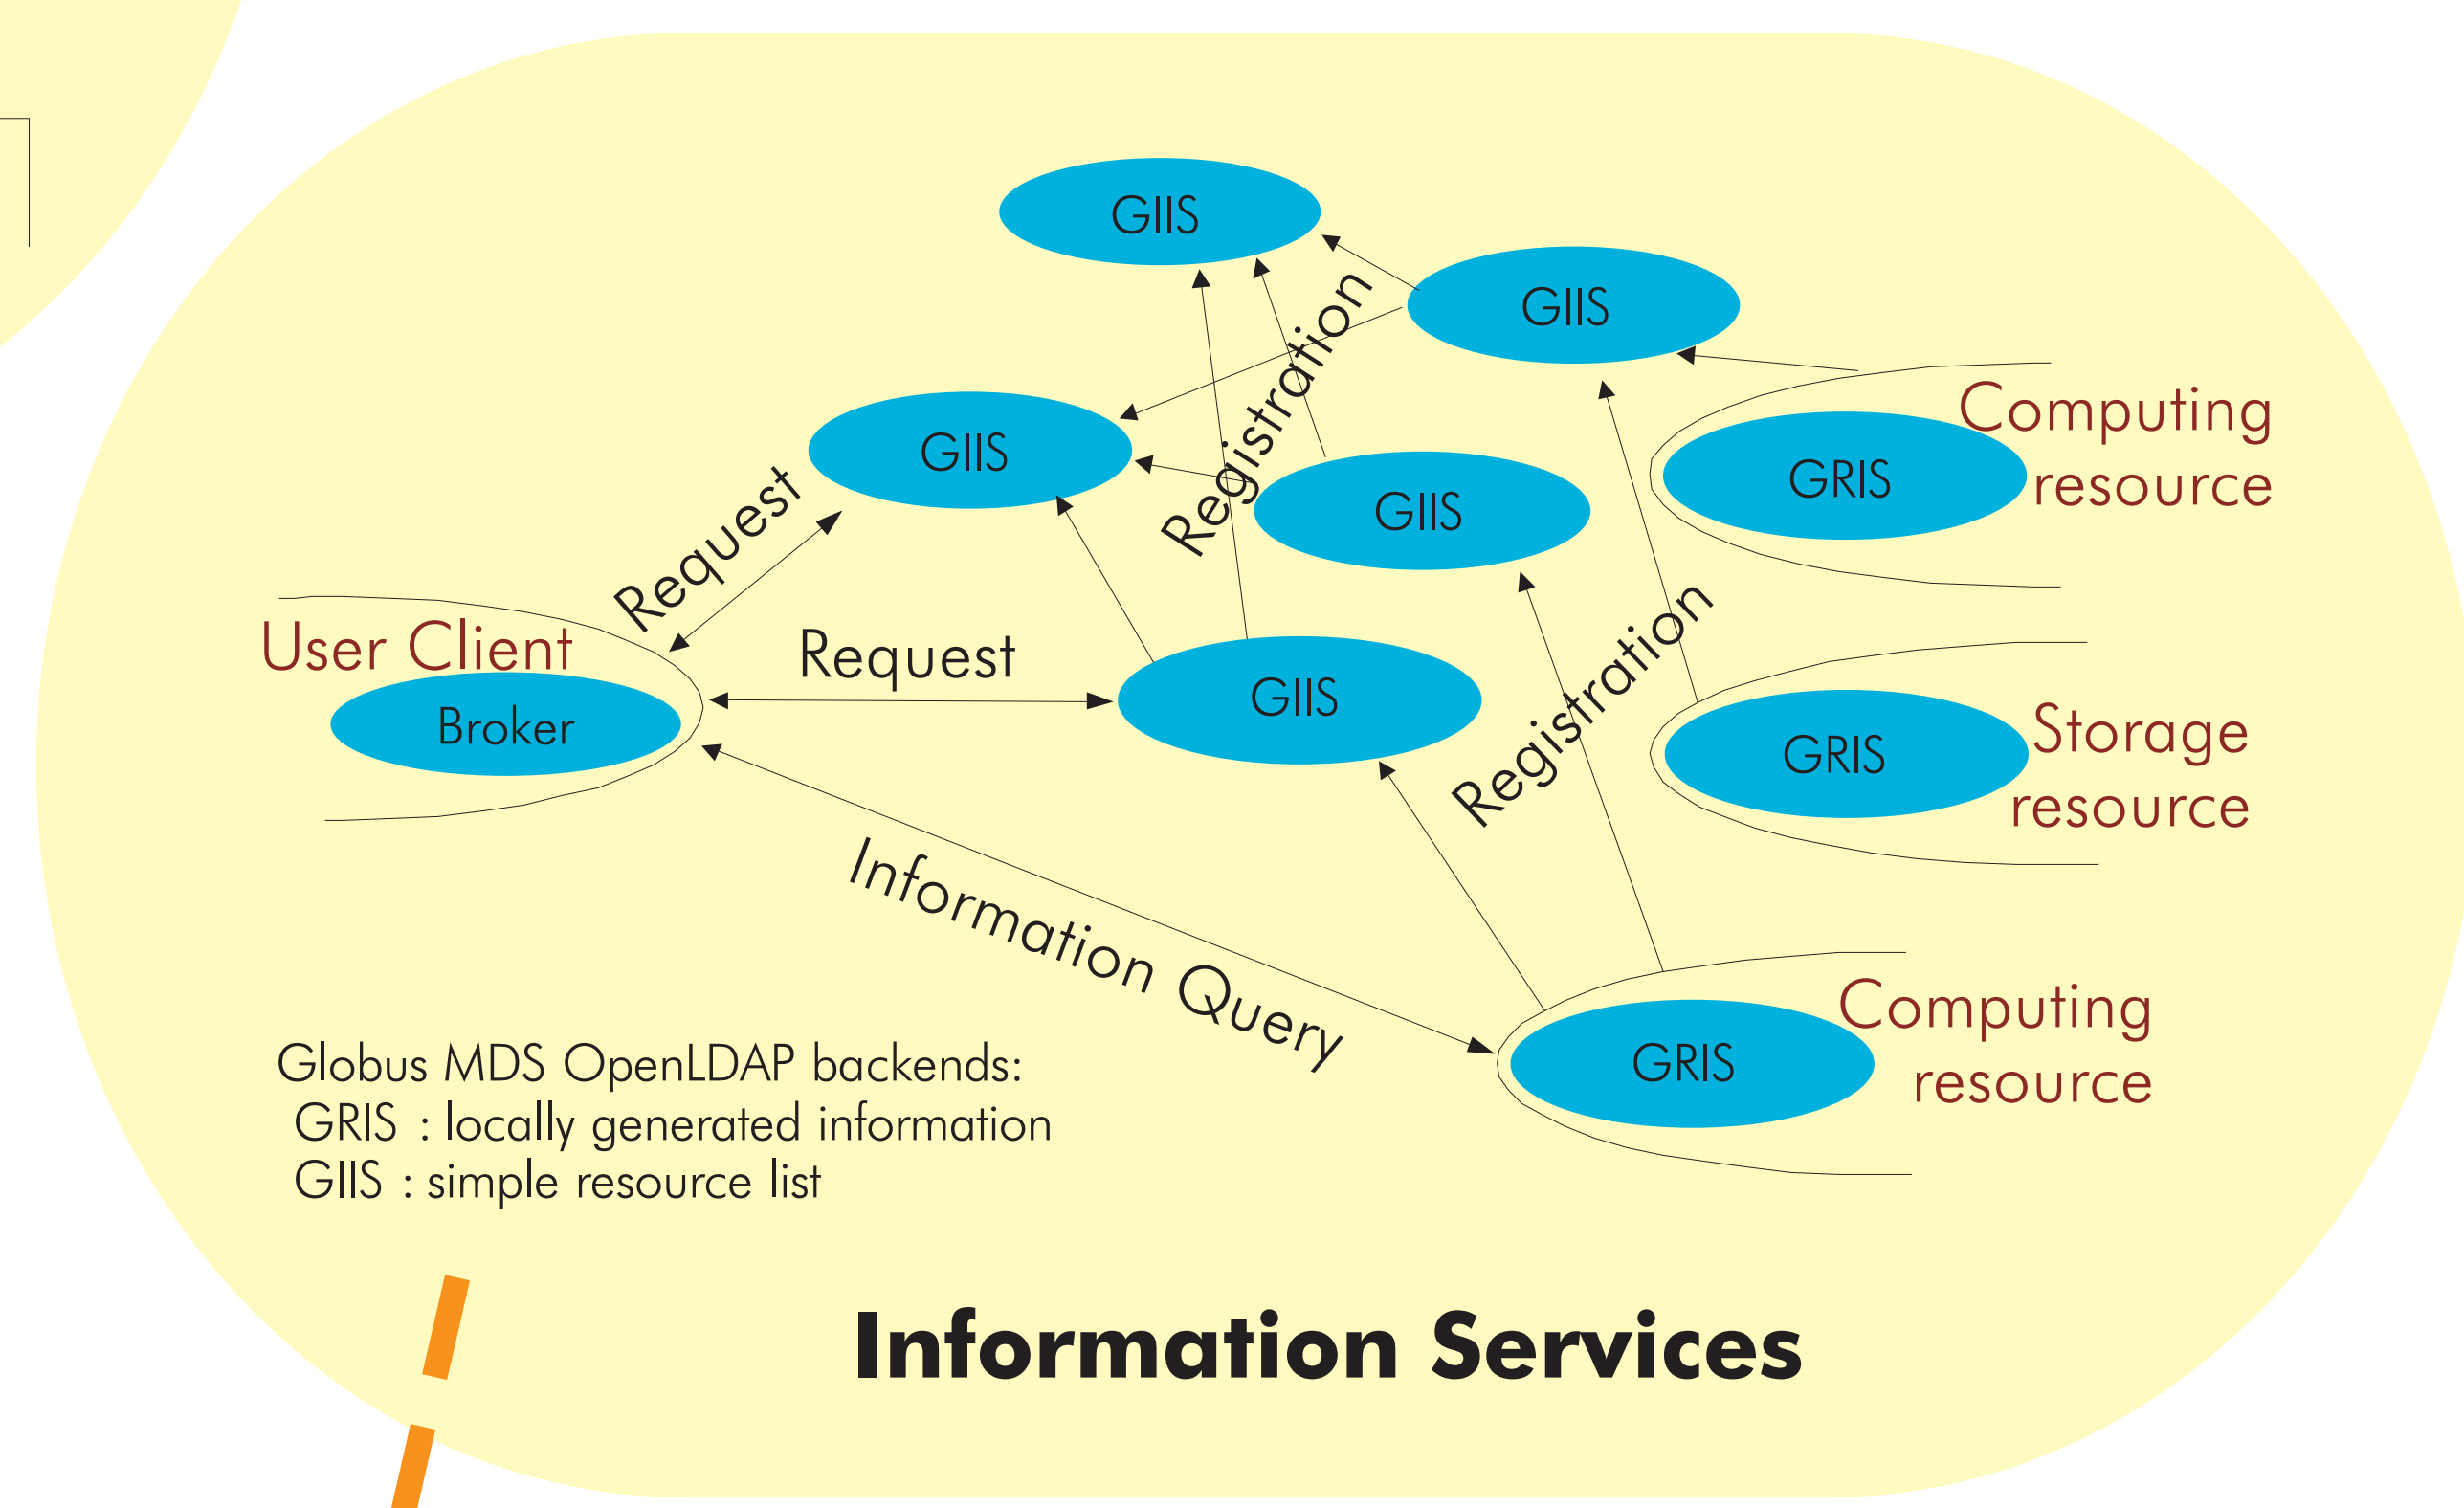 GIIS
GIIS
Registration
Computing
resource
GRIS
GIIS
GIIS
Request
Registration
User Client
Broker
Request
GIIS
Storage
resource
GRIS
Information Query
Computing
resource
GRIS
Globus MDS OpenLDAP backends:
GRIS : locally generated information
GIIS : simple resource list
Information Services